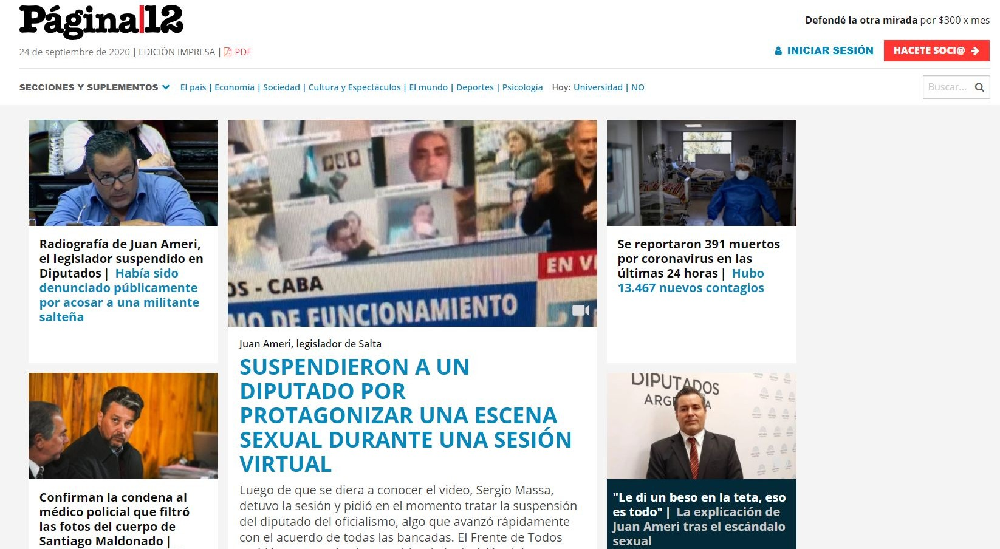 Página|12
Defendé la otra mirada por $300 x mes
24 de septiembre de 2020 | EDICIÓN IMPRESA | PDF
INICIAR SESIÓN
HACETE SOCI@
SECCIONES Y SUPLEMENTOS
El país | Economía | Sociedad | Cultura y Espectáculos | El mundo | Deportes | Psicología Hoy: Universidad | NO
Buscar...
Radiografía de Juan Ameri,
el legislador suspendido en
Diputados | Había sido
denunciado públicamente
por acosar a una militante
salteña
Confirman la condena al
médico policial que filtró
las fotos del cuerpo de
Santiago Maldonado |
OS - CABA
EN VI
MO DE FUNCIONAMIENTO
Juan Ameri, legislador de Salta
SUSPENDIERON A UN
DIPUTADO POR
PROTAGONIZAR UNA ESCENA
SEXUAL DURANTE UNA SESIÓN
VIRTUAL
Luego de que se diera a conocer el video, Sergio Massa,
detuvo la sesión y pidió en el momento tratar la suspensión
del diputado del oficialismo, algo que avanzó rápidamente
con el acuerdo de todas las bancadas. El Frente de Todos
Se reportaron 391 muertos
por coronavirus en las
últimas 24 horas | Hubo
13.467 nuevos contagios
DIPUTADOS
"Le di un beso en la teta, eso
es todo" | La explicación de
Juan Ameri tras el escándalo
sexual